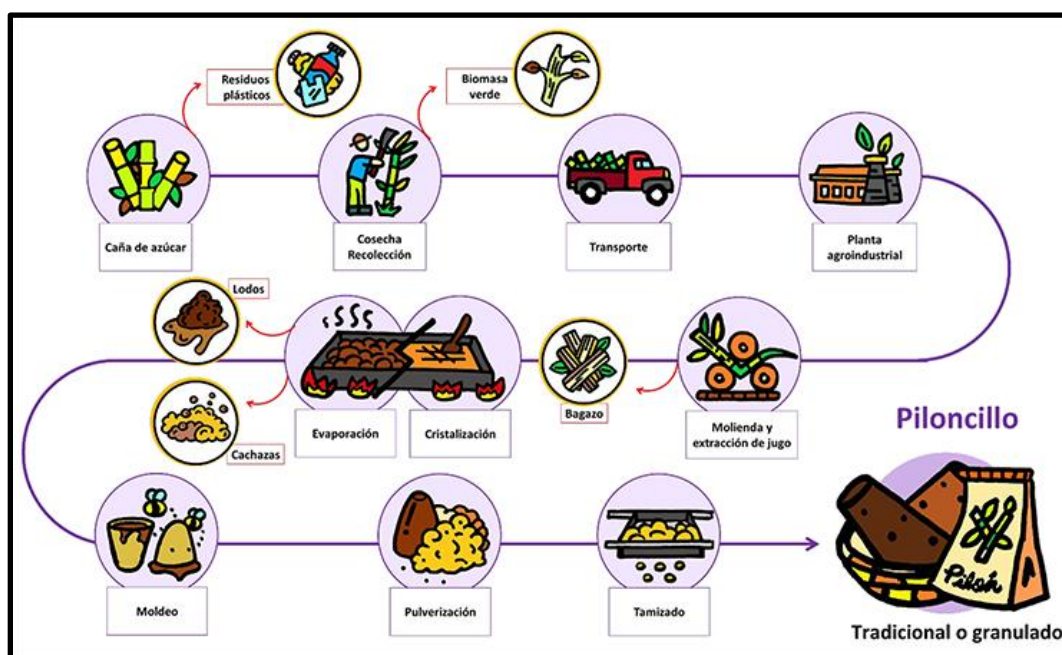 Residuos
plásticos
Biomasa
verde
Caña de azúcar
Cosecha
Recolección
Transporte
Planta
agroindustrial
Lodos
Cachazas
Evaporación
Cristalización
Bagazo
Molienda y
extracción de jugo
Piloncillo
Moldeo
Pulverización
Tamizado
Pilón
Tradicional o granulado